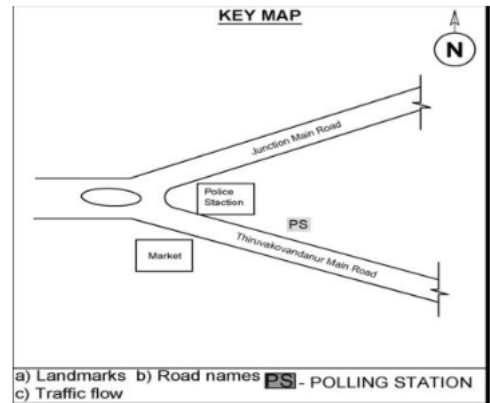 KEY MAP
N
Junction Main Road
Police
Stactión
PS
Thiruvakovandanur Main Road
Market
a) Landmarks b) Road names PS - POLLING STATION
c) Traffic flow